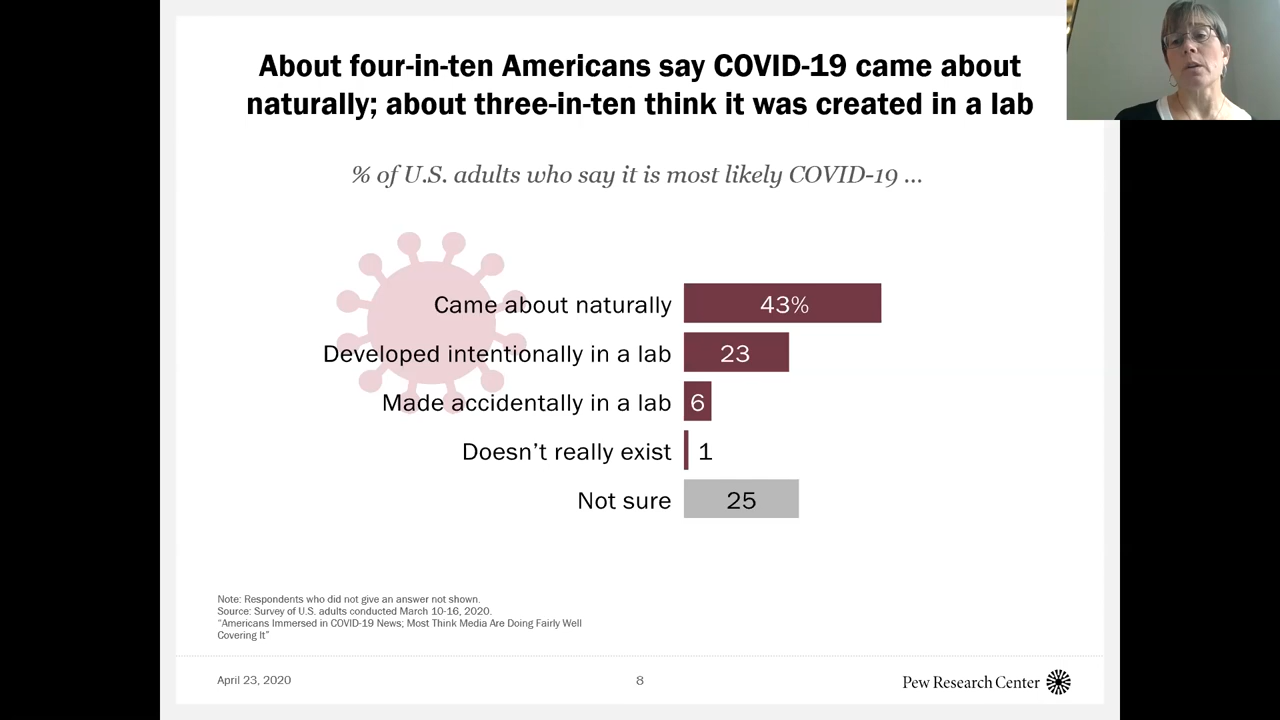 About four-in-ten Americans say COVID-19 came about
naturally; about three-in-ten think it was created in a lab
% of U.S. adults who say it is most likely COVID-19 ...
Came about naturally 43%
Developed intentionally in a lab 23
Made accidentally in a lab 6
Doesn't really exist 1
Not sure 25
Note: Respondents who did not give an answer not shown.
Source: Survey of U.S. adults conducted March 10-16, 2020.
“Americans Immersed in COVID-19 News; Most Think Media Are Doing Fairly Well
Covering It”
April 23, 2020 8 Pew Research Center